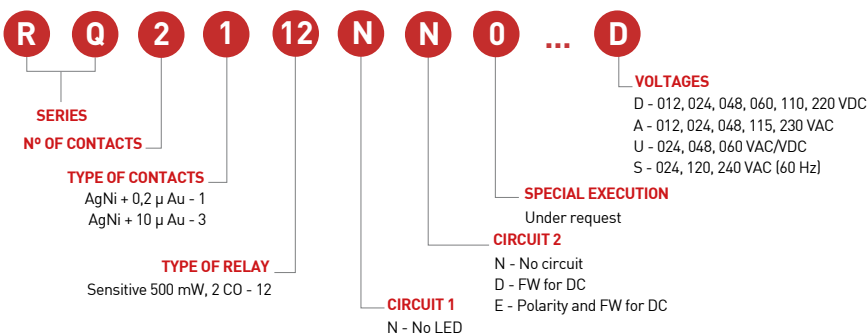 R Q 2 1 12 N N 0 ... D
VOLTAGES
D - 012, 024, 048, 060, 110, 220 VDC
A - 012, 024, 048, 115, 230 VAC
U - 024, 048, 060 VAC/VDC
S - 024, 120, 240 VAC (60 Hz)
SERIES
Nº OF CONTACTS
TYPE OF CONTACTS
AgNi + 0,2 µ Au - 1
AgNi + 10 µ Au - 3
SPECIAL EXECUTION
Under request
CIRCUIT 2
N - No circuit
D - FW for DC
E - Polarity and FW for DC
TYPE OF RELAY
Sensitive 500 mW, 2 CO - 12
CIRCUIT 1
N - No LED